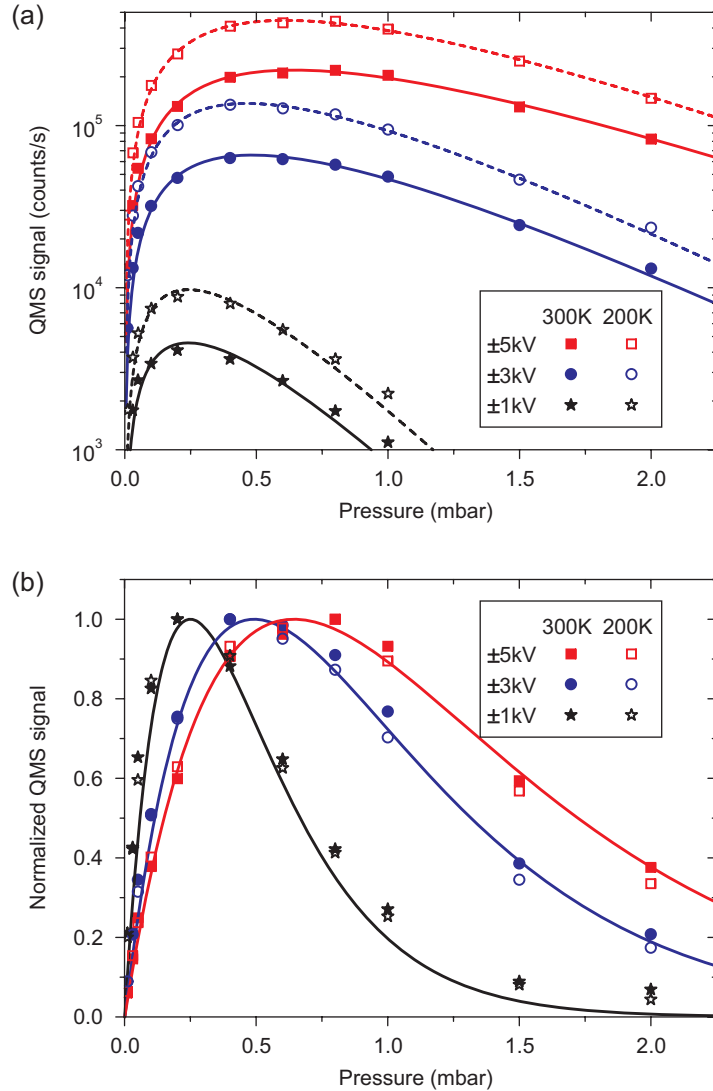 (a)
10^5
10^4
10^3
QMS signal (counts/s)
300K 200K
±5kV
±3kV
±1kV
0.0 0.5 1.0 1.5 2.0
Pressure (mbar)
(b)
1.0
0.8
0.6
0.4
0.2
0.0
Normalized QMS signal
300K 200K
±5kV
±3kV
±1kV
0.0 0.5 1.0 1.5 2.0
Pressure (mbar)